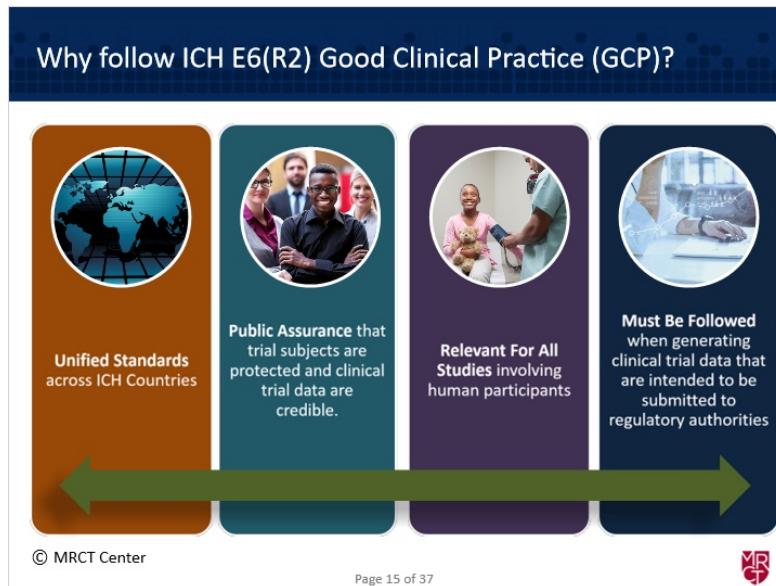 Why follow ICH E6(R2) Good Clinical Practice (GCP)?
Unified Standards
across ICH Countries
Public Assurance that
trial subjects are
protected and clinical
trial data are
credible.
Relevant For All
Studies involving
human participants
Must Be Followed
when generating
clinical trial data that
are intended to be
submitted to
regulatory authorities
© MRCT Center
Page 15 of 37
MR
CT